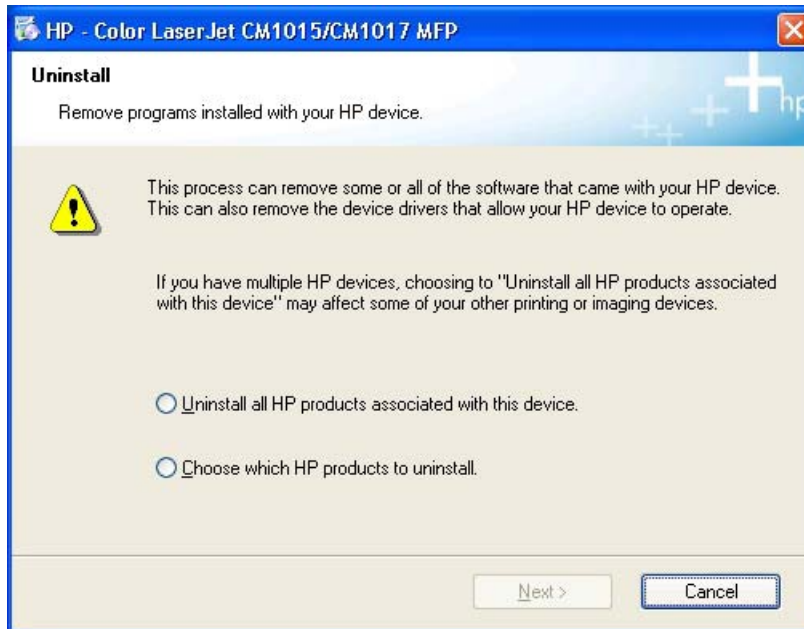 HP - Color LaserJet CM1015/CM1017 MFP
Uninstall
Remove programs installed with your HP device.
hp
This process can remove some or all of the software that came with your HP device.
This can also remove the device drivers that allow your HP device to operate.
If you have multiple HP devices, choosing to "Uninstall all HP products associated
with this device" may affect some of your other printing or imaging devices.
Uninstall all HP products associated with this device.
Choose which HP products to uninstall.
Next >
Cancel